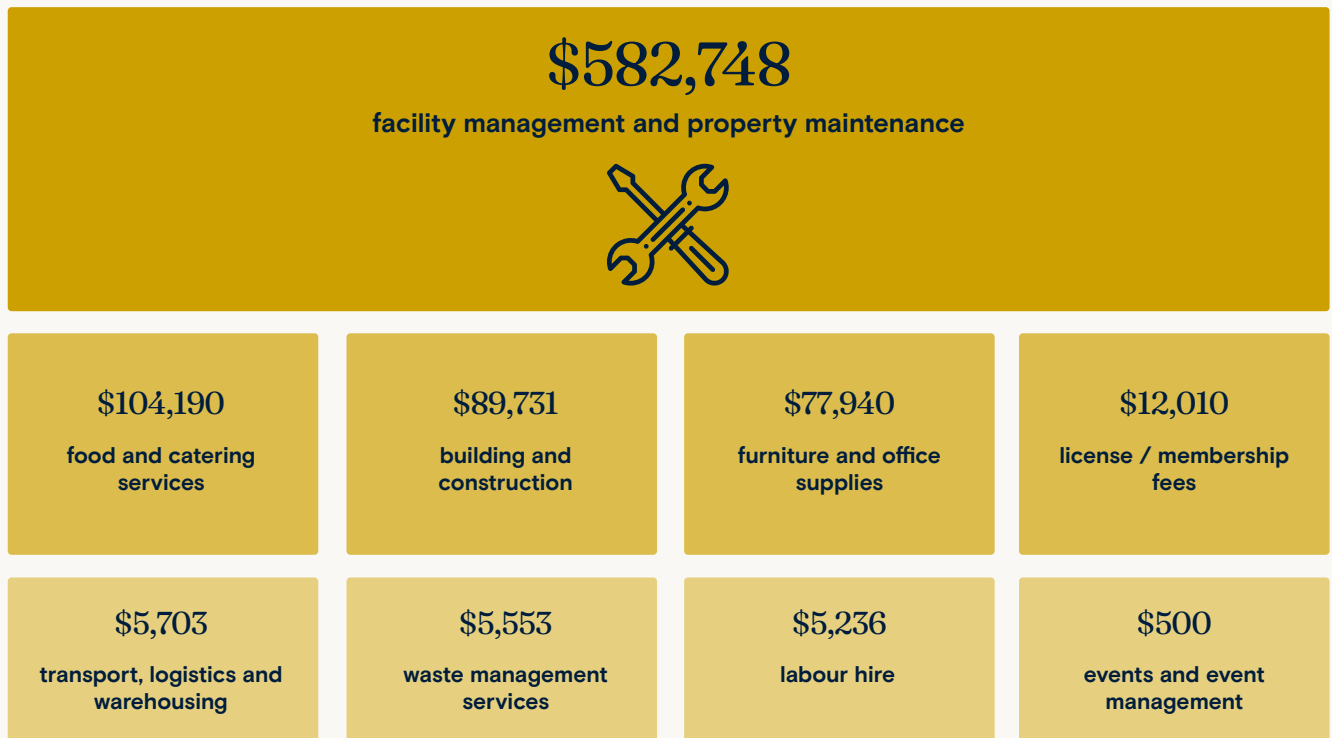 $582,748
facility management and property maintenance
$104,190
food and catering
services
$89,731
building and
construction
$77,940
furniture and office
supplies
$12,010
license / membership
fees
$5,703
transport, logistics and
warehousing
$5,553
waste management
services
$5,236
labour hire
$500
events and event
management